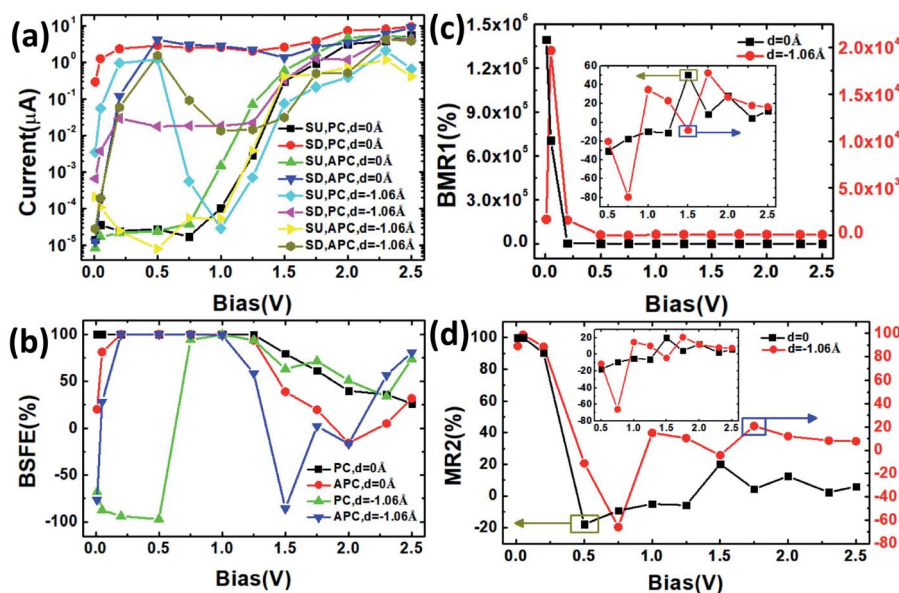 (a)
Current(μA)
10¹
10⁰
10⁻¹
10⁻²
10⁻³
10⁻⁴
10⁻⁵
SU,PC,d=0Å
SD,PC,d=0Å
SU,APC,d=0Å
SD,APC,d=0Å
SU,PC,d=-1.06Å
SD,PC,d=-1.06Å
SU,APC,d=-1.06Å
SD,APC,d=-1.06Å
0.0 0.5 1.0 1.5 2.0 2.5
Bias(V)
(c)
BMR1(%)
1.5x10⁶
1.2x10⁶
9.0x10⁵
6.0x10⁵
3.0x10⁵
0.0
d=0Å
d=-1.06Å
2.0x10⁴
1.5x10⁴
1.0x10⁴
5.0x10³
0.0
60
40
20
0
-20
-40
-60
-80
0.5 1.0 1.5 2.0 2.5
0.0 0.5 1.0 1.5 2.0 2.5
Bias(V)
(b)
BSFE(%)
100
50
0
-50
-100
PC,d=0Å
APC,d=0Å
PC,d=-1.06Å
APC,d=-1.06Å
0.0 0.5 1.0 1.5 2.0 2.5
Bias(V)
(d)
MR2(%)
100
80
60
40
20
0
-20
d=0
d=-1.06Å
100
80
60
40
20
0
-20
-40
-60
-80
20
0
-20
-40
-60
-80
0.5 1.0 1.5 2.0 2.5
0.0 0.5 1.0 1.5 2.0 2.5
Bias(V)